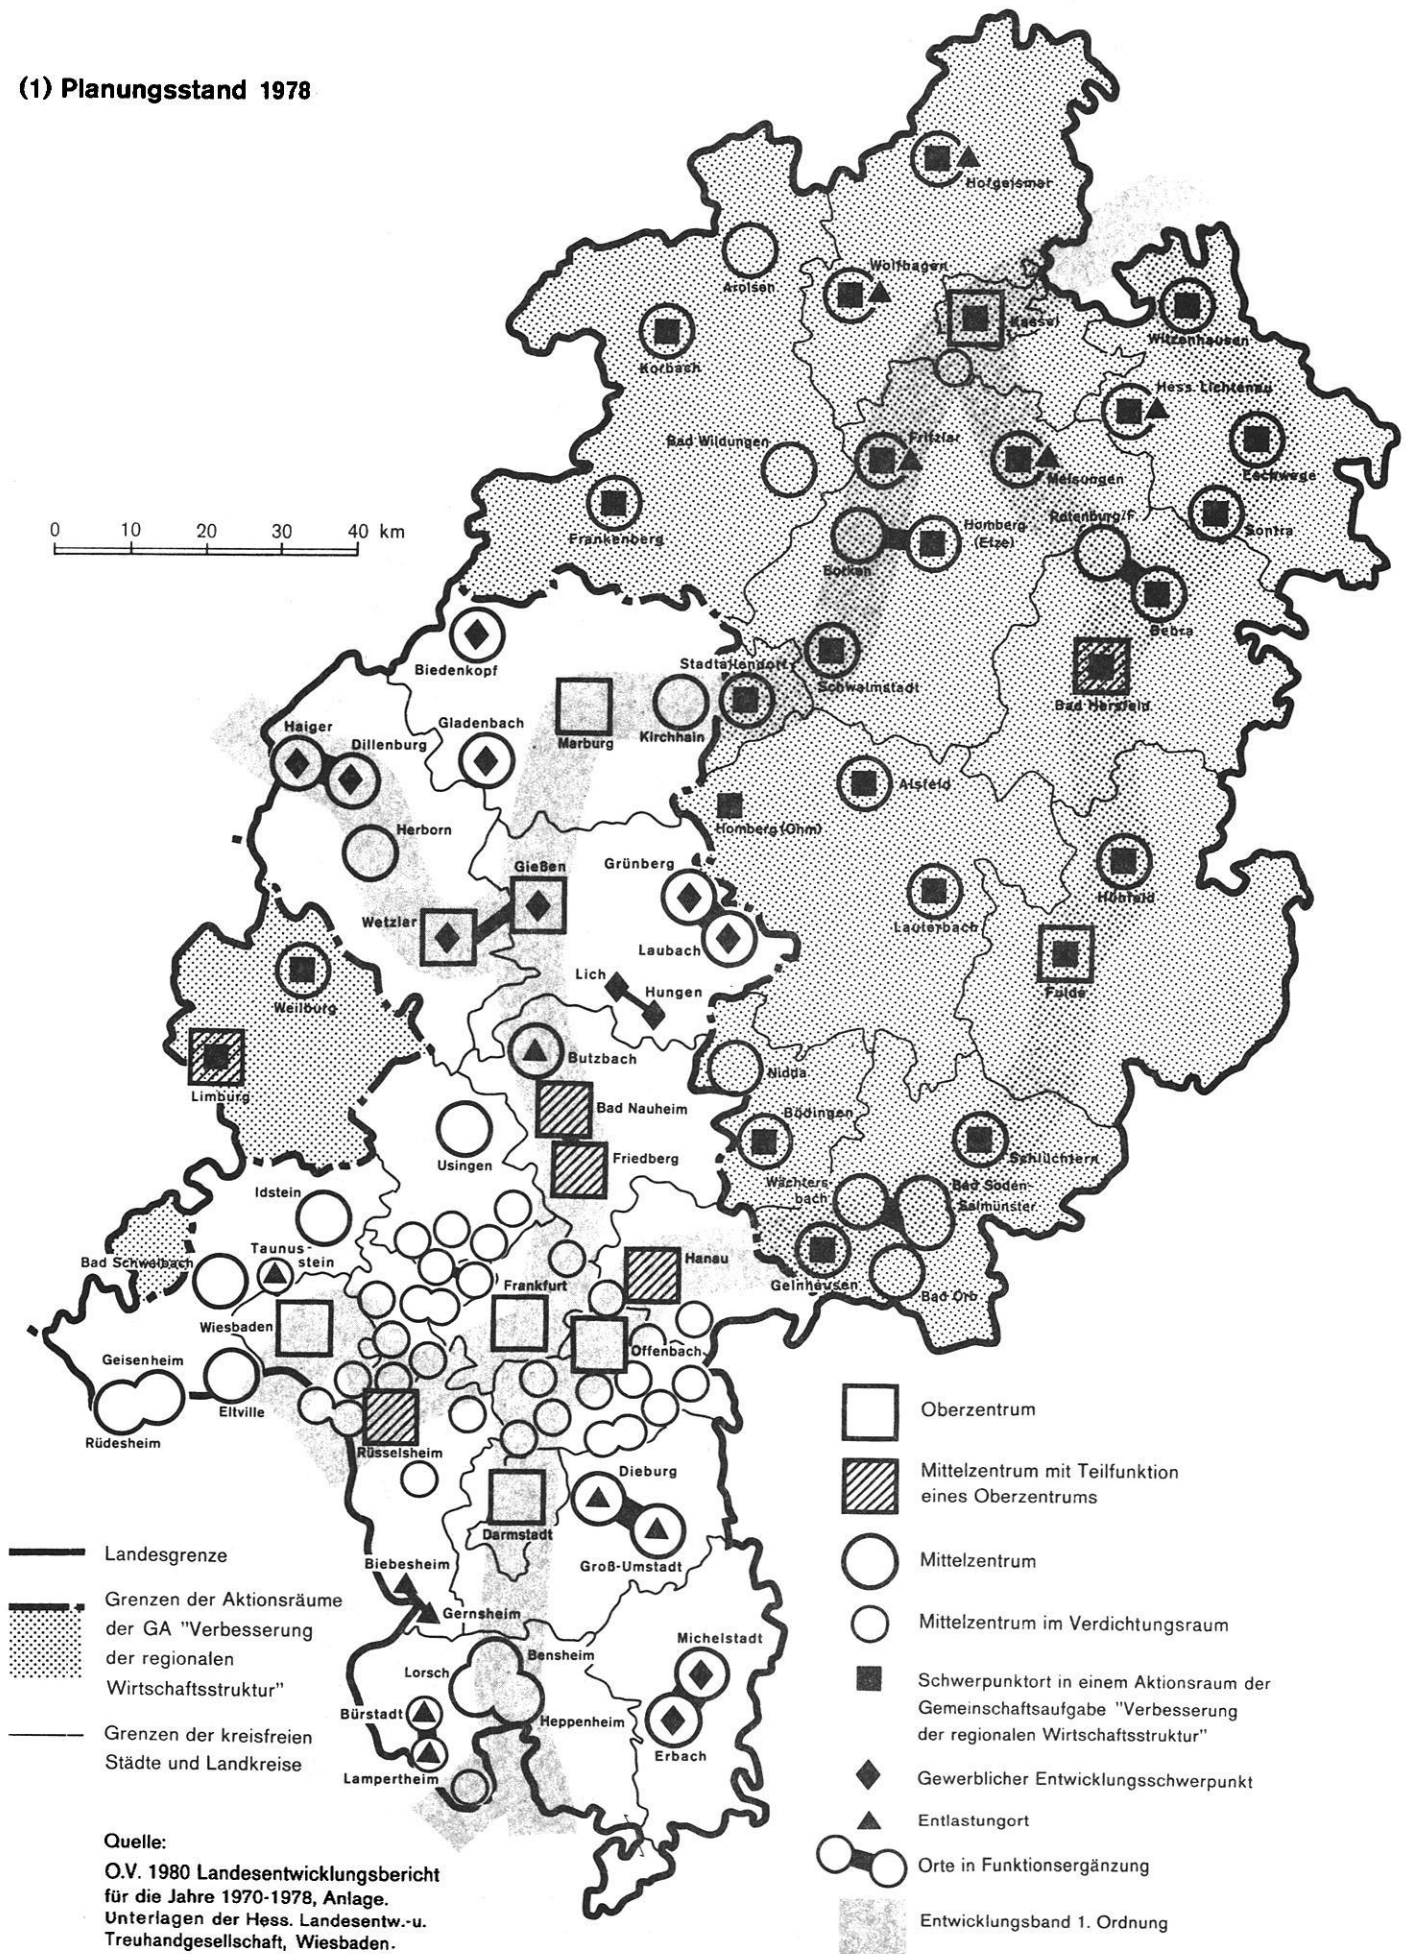 (1) Planungsstand 1978
Hofgeismar
Arolsen
Wolfhagen
Kassel
Witzenhausen
Korbach
Hess. Lichtenau
Bad Wildungen
Fritzlar
Melsungen
Eschwege
Rotenburg/F.
Sontra
Frankenberg
Homberg
(Efze)
Borken
Bebra
0 10 20 30 40 km
Biedenkopf
Stadtallendorf
Schwalmstadt
Bad Hersfeld
Haiger
Dillenburg
Gladenbach
Marburg
Kirchhain
Alsfeld
Homberg (Ohm)
Herborn
Gießen
Grünberg
Hünfeld
Wetzlar
Laubach
Lauterbach
Lich
Hungen
Fulda
Weilburg
Butzbach
Nidda
Limburg
Bad Nauheim
Büdingen
Usingen
Friedberg
Schlüchtern
Wächters-
bach
Bad Soden-
Salmünster
Idstein
Taunus-
stein
Bad Schwalbach
Hanau
Gelnhausen
Bad Orb
Frankfurt
Wiesbaden
Offenbach
Geisenheim
Eltville
Rüdesheim
Rüsselsheim
Dieburg
Darmstadt
Groß-Umstadt
Biebesheim
Gernsheim
Michelstadt
Bensheim
Lorsch
Bürstadt
Heppenheim
Erbach
Lampertheim
Landesgrenze
Grenzen der Aktionsräume
der GA "Verbesserung
der regionalen
Wirtschaftsstruktur"
Grenzen der kreisfreien
Städte und Landkreise
Quelle:
O.V. 1980 Landesentwicklungsbericht
für die Jahre 1970-1978, Anlage.
Unterlagen der Hess. Landesentw.-u.
Treuhandgesellschaft, Wiesbaden.
Oberzentrum
Mittelzentrum mit Teilfunktion
eines Oberzentrums
Mittelzentrum
Mittelzentrum im Verdichtungsraum
Schwerpunktort in einem Aktionsraum der
Gemeinschaftsaufgabe "Verbesserung
der regionalen Wirtschaftsstruktur"
Gewerblicher Entwicklungsschwerpunkt
Entlastungort
Orte in Funktionsergänzung
Entwicklungsband 1. Ordnung